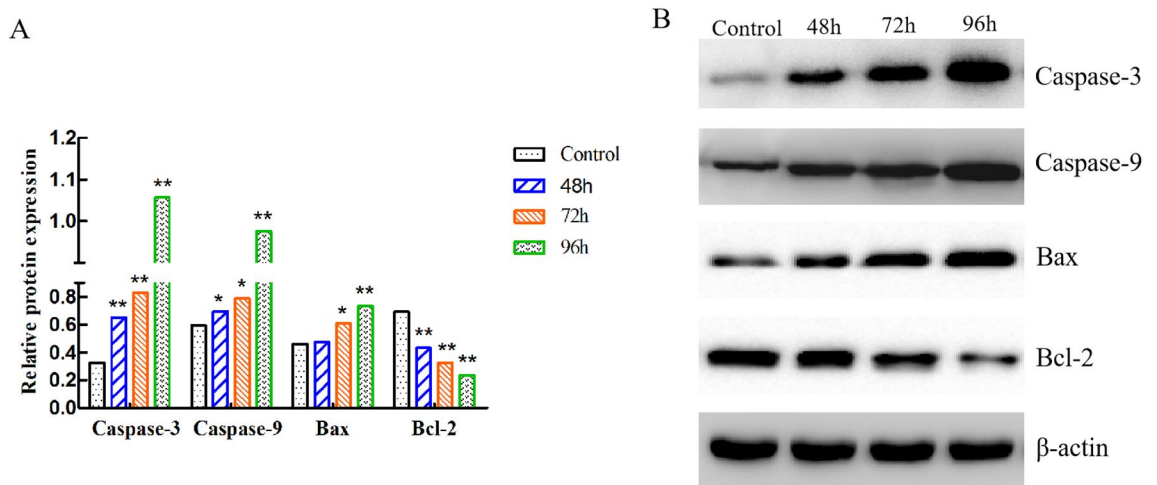 A
Relative protein expression
1.2
1.1
1.0
0.8
0.6
0.4
0.2
0.0
** ** **
* * **
* **
** ** **
Caspase-3 Caspase-9 Bax Bcl-2
Control
48h
72h
96h
B
Control 48h 72h 96h
Caspase-3
Caspase-9
Bax
Bcl-2
β-actin